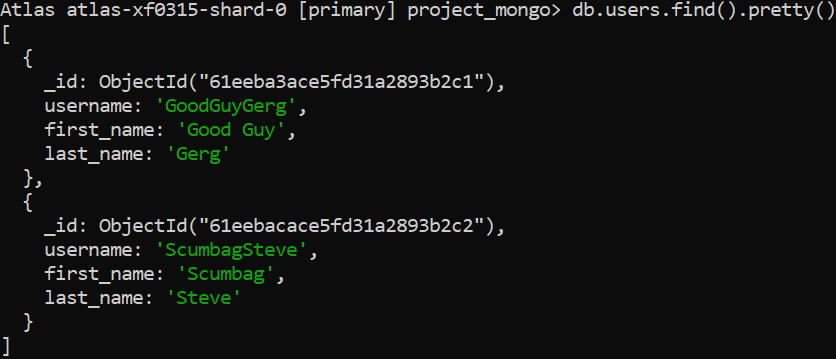 Atlas atlas-xf0315-shard-0 [primary] project_mongo> db.users.find().pretty()
[
  {
    _id: ObjectId("61eeba3ace5fd31a2893b2c1"),
    username: 'GoodGuyGerg',
    first_name: 'Good Guy',
    last_name: 'Gerg'
  },
  {
    _id: ObjectId("61eebacace5fd31a2893b2c2"),
    username: 'ScumbagSteve',
    first_name: 'Scumbag',
    last_name: 'Steve'
  }
]